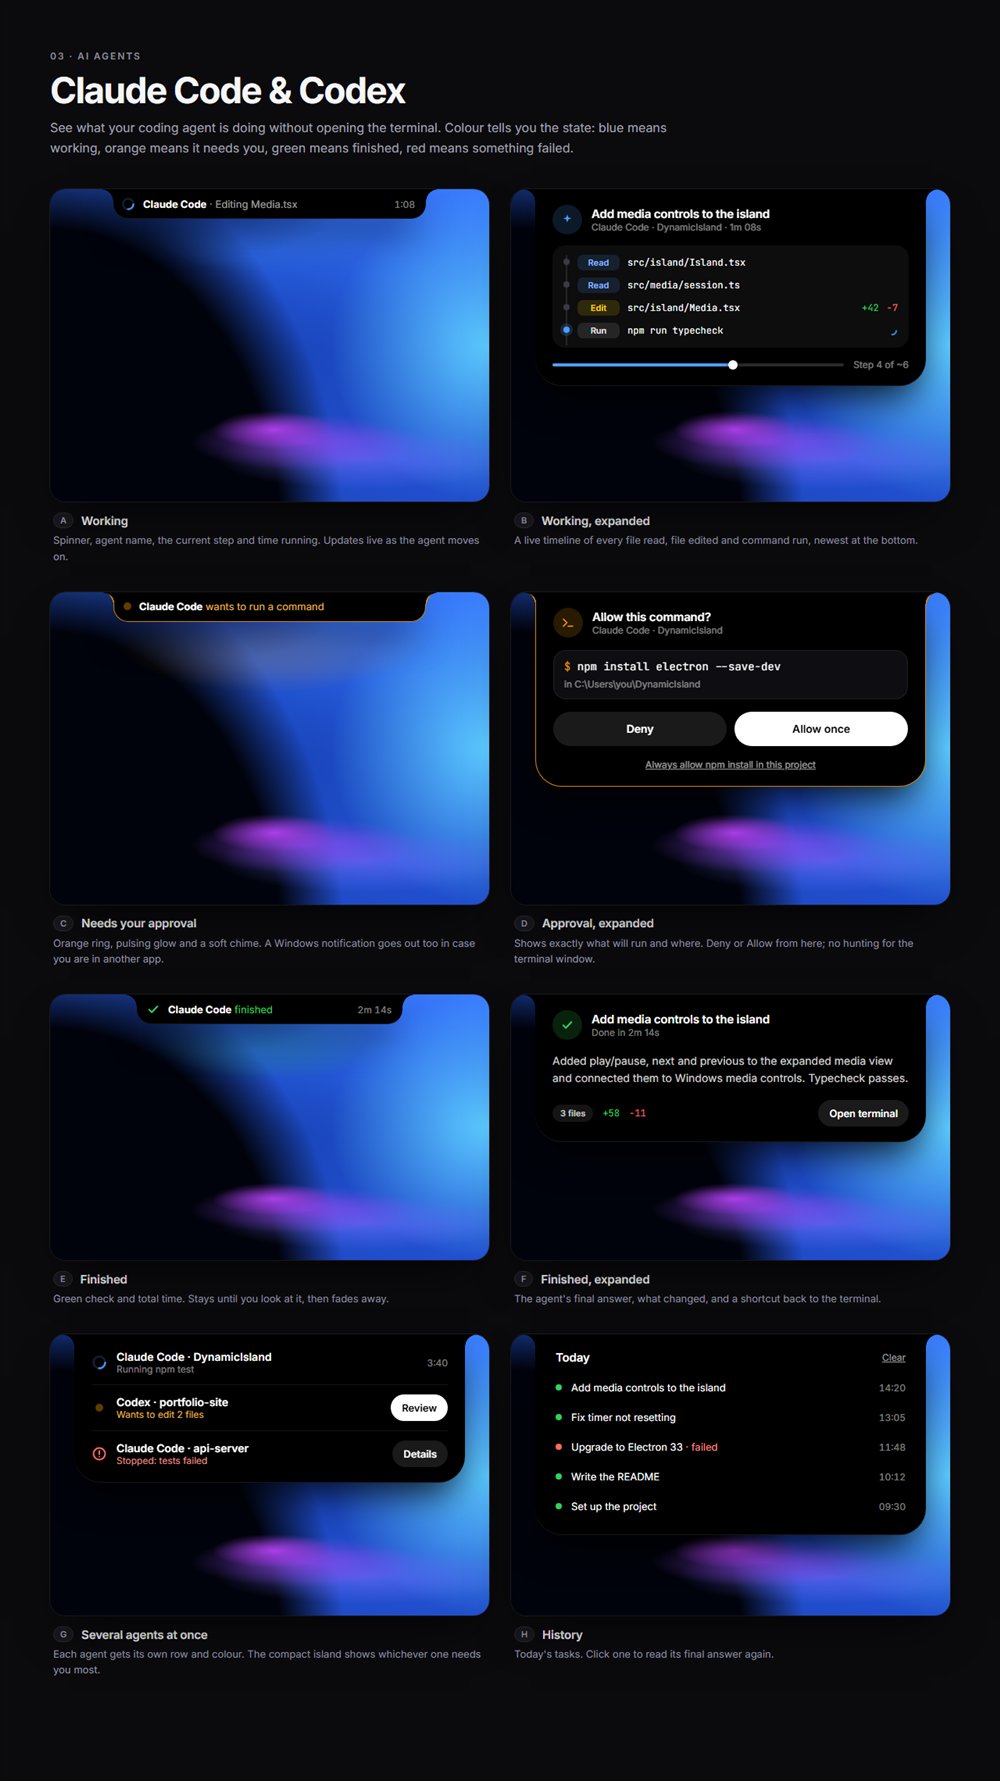 03 · AI AGENTS
Claude Code & Codex
See what your coding agent is doing without opening the terminal. Colour tells you the state: blue means
working, orange means it needs you, green means finished, red means something failed.
Claude Code · Editing Media.tsx 1:08
Add media controls to the island
Claude Code · DynamicIsland · 1m 08s
Read src/island/Island.tsx
Read src/media/session.ts
Edit src/island/Media.tsx +42 -7
Run npm run typecheck
Step 4 of ~6
A Working
Spinner, agent name, the current step and time running. Updates live as the agent moves
on.
B Working, expanded
A live timeline of every file read, file edited and command run, newest at the bottom.
Claude Code wants to run a command
Allow this command?
Claude Code · DynamicIsland
$ npm install electron --save-dev
in C:\Users\you\DynamicIsland
Deny Allow once
Always allow npm install in this project
C Needs your approval
Orange ring, pulsing glow and a soft chime. A Windows notification goes out too in case
you are in another app.
D Approval, expanded
Shows exactly what will run and where. Deny or Allow from here; no hunting for the
terminal window.
Claude Code finished 2m 14s
Add media controls to the island
Done in 2m 14s
Added play/pause, next and previous to the expanded media view
and connected them to Windows media controls. Typecheck passes.
3 files +58 -11 Open terminal
E Finished
Green check and total time. Stays until you look at it, then fades away.
F Finished, expanded
The agent's final answer, what changed, and a shortcut back to the terminal.
Claude Code · DynamicIsland 3:40
Running npm test
Codex · portfolio-site
Wants to edit 2 files
Review
Claude Code · api-server
Stopped: tests failed
Details
Today Clear
Add media controls to the island 14:20
Fix timer not resetting 13:05
Upgrade to Electron 33 · failed 11:48
Write the README 10:12
Set up the project 09:30
G Several agents at once
Each agent gets its own row and colour. The compact island shows whichever one needs
you most.
H History
Today's tasks. Click one to read its final answer again.